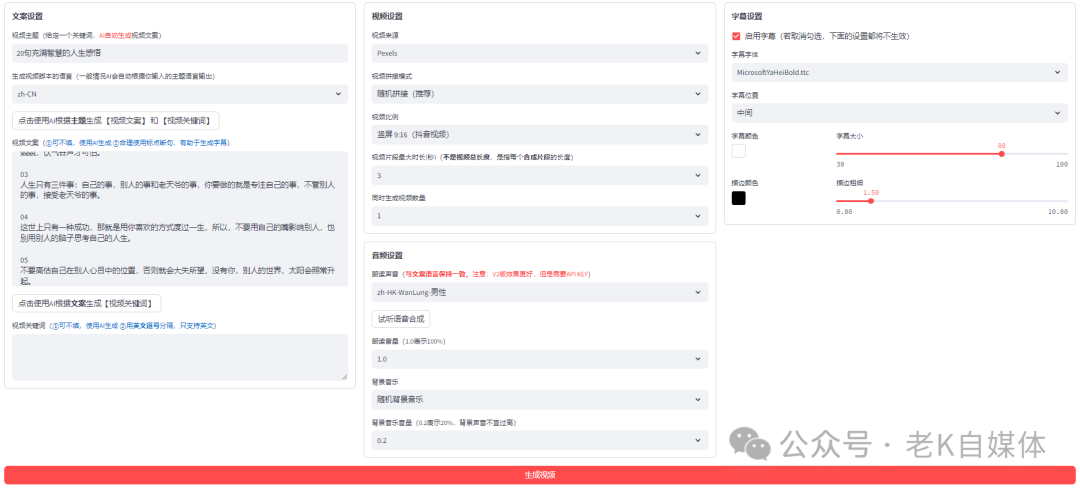 文案设置
视频主题（给定一个关键词，AI自动生成视频文案）
20句充满智慧的人生感悟
生成视频脚本的语言（一般情况AI会自动根据你输入的主题语言输出）
zh-CN
点击使用AI根据主题生成【视频文案】和【视频关键词】
视频文案（①可不填，使用AI生成 ②合理使用标点断句，有助于生成字幕）
03
人生只有三件事：自己的事，别人的事和老天爷的事，你要做的就是专注自己的事，不管别人
的事，接受老天爷的事。
04
这世上只有一种成功，那就是用你喜欢的方式度过一生，所以，不要用自己的嘴影响别人，也
别用别人的脑子思考自己的人生。
05
不要高估自己在别人心目中的位置，否则就会大失所望，没有你，别人的世界，太阳会照常升
起。
点击使用AI根据文案生成【视频关键词】
视频关键词（①可不填，使用AI生成 ②用英文逗号分隔，只支持英文）
视频设置
视频来源
Pexels
视频拼接模式
随机拼接（推荐）
视频比例
竖屏 9:16（抖音视频）
视频片段最大时长(秒)（不是视频总长度，是指每个合成片段的长度）
3
同时生成视频数量
1
音频设置
朗读声音（与文案语言保持一致。注意：V2版效果更好，但是需要API KEY）
zh-HK-WanLung-男性
试听语音合成
朗读音量（1.0表示100%）
1.0
背景音乐
随机背景音乐
背景音乐音量（0.2表示20%，背景声音不宜过高）
0.2
字幕设置
启用字幕（若取消勾选，下面的设置都将不生效）
字幕字体
MicrosoftYaHeiBold.ttc
字幕位置
中间
字幕颜色
字幕大小
80
30
100
描边颜色
描边粗细
1.50
0.00
10.00
公众号 · 老K自媒体
生成视频